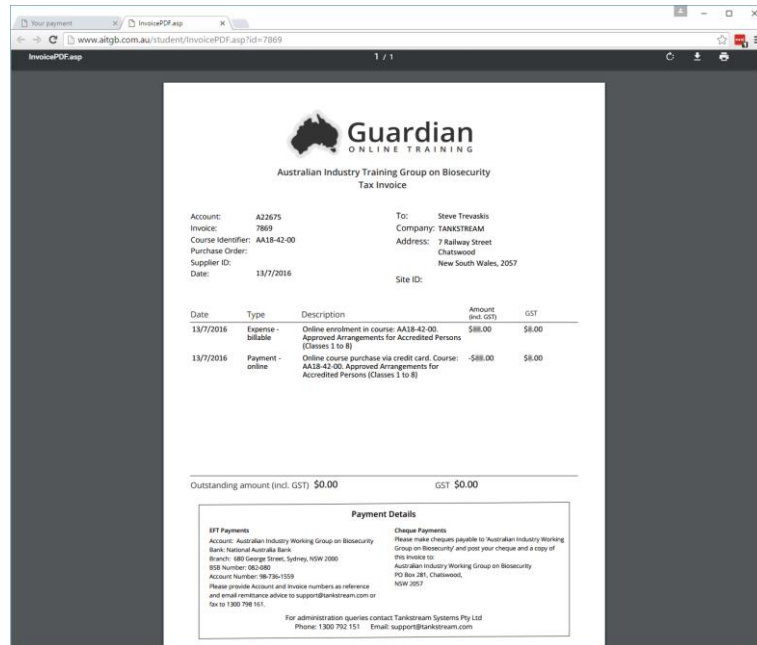 Your payment
InvoicePDF.asp
www.aitgb.com.au/student/InvoicePDF.asp?id=7869
InvoicePDF.asp
1 / 1
Guardian
ONLINE TRAINING
Australian Industry Training Group on Biosecurity
Tax Invoice
Account: A22675
Invoice: 7869
Course Identifier: AA18-42-00
Purchase Order:
Supplier ID:
Date: 13/7/2016
To: Steve Trevaskis
Company: TANKSTREAM
Address: 7 Railway Street
Chatswood
New South Wales, 2057
Site ID:
Date Type Description Amount (incl. GST) GST
13/7/2016 Expense - billable Online enrolment in course: AA18-42-00. $88.00 $8.00
Approved Arrangements for Accredited Persons
(Classes 1 to 8)
13/7/2016 Payment - online Online course purchase via credit card. Course: -$88.00 $8.00
AA18-42-00. Approved Arrangements for
Accredited Persons (Classes 1 to 8)
Outstanding amount (incl. GST) $0.00 GST $0.00
Payment Details
EFT Payments
Account: Australian Industry Working Group on Biosecurity
Bank: National Australia Bank
Branch: 680 George Street, Sydney, NSW 2000
BSB Number: 082-080
Account Number: 98-736-1559
Please provide Account and Invoice numbers as reference
and email remittance advice to support@tankstream.com or
fax to 1300 798 161.
Cheque Payments
Please make cheques payable to 'Australian Industry Working
Group on Biosecurity' and post your cheque and a copy of
this invoice to:
Australian Industry Working Group on Biosecurity
PO Box 281, Chatswood,
NSW 2057
For administration queries contact Tankstream Systems Pty Ltd
Phone: 1300 792 151 Email: support@tankstream.com